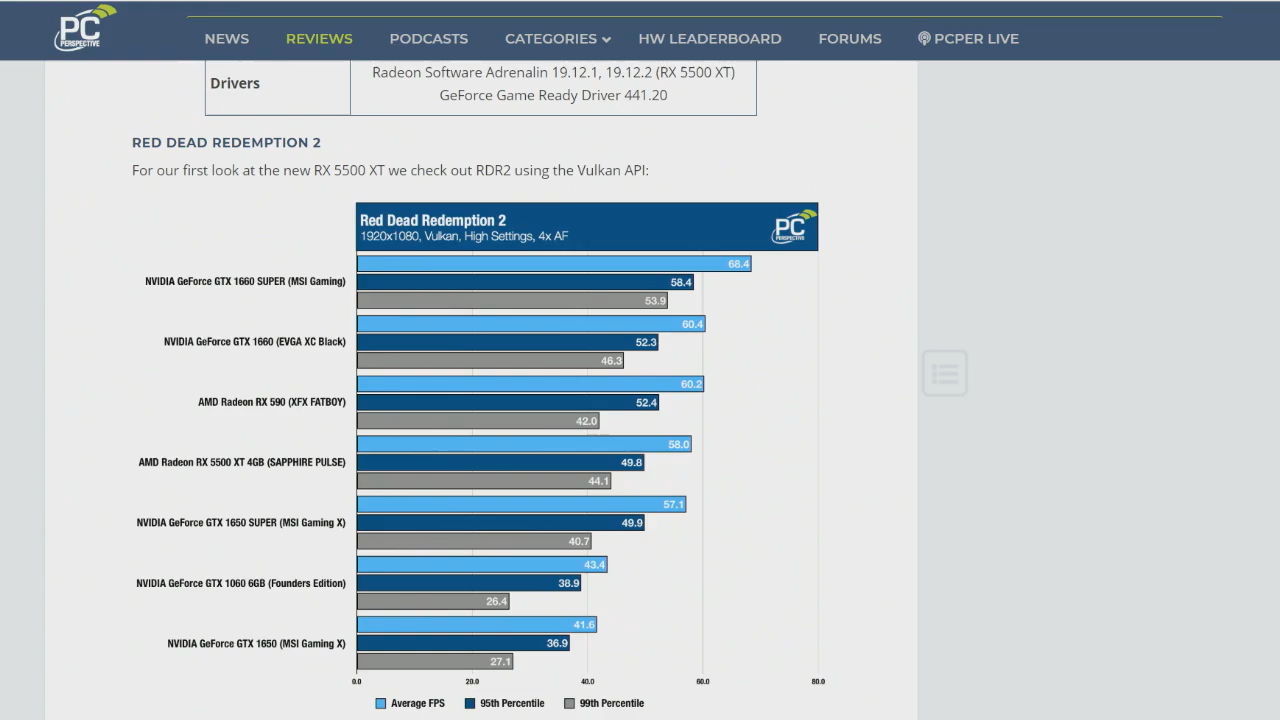 PC PERSPECTIVE
NEWS REVIEWS PODCASTS CATEGORIES HW LEADERBOARD FORUMS PCPER LIVE
Drivers
Radeon Software Adrenalin 19.12.1, 19.12.2 (RX 5500 XT)
GeForce Game Ready Driver 441.20
RED DEAD REDEMPTION 2
For our first look at the new RX 5500 XT we check out RDR2 using the Vulkan API:
Red Dead Redemption 2
1920x1080, Vulkan, High Settings, 4x AF
PC PERSPECTIVE
68.4
NVIDIA GeForce GTX 1660 SUPER (MSI Gaming) 58.4
53.9
60.4
NVIDIA GeForce GTX 1660 (EVGA XC Black) 52.3
46.3
60.2
AMD Radeon RX 590 (XFX FATBOY) 52.4
42.0
58.0
AMD Radeon RX 5500 XT 4GB (SAPPHIRE PULSE) 49.8
44.1
57.1
NVIDIA GeForce GTX 1650 SUPER (MSI Gaming X) 49.9
40.7
43.4
NVIDIA GeForce GTX 1060 6GB (Founders Edition) 38.9
26.4
41.6
NVIDIA GeForce GTX 1650 (MSI Gaming X) 36.9
27.1
0.0 20.0 40.0 60.0 80.0
Average FPS 95th Percentile 99th Percentile